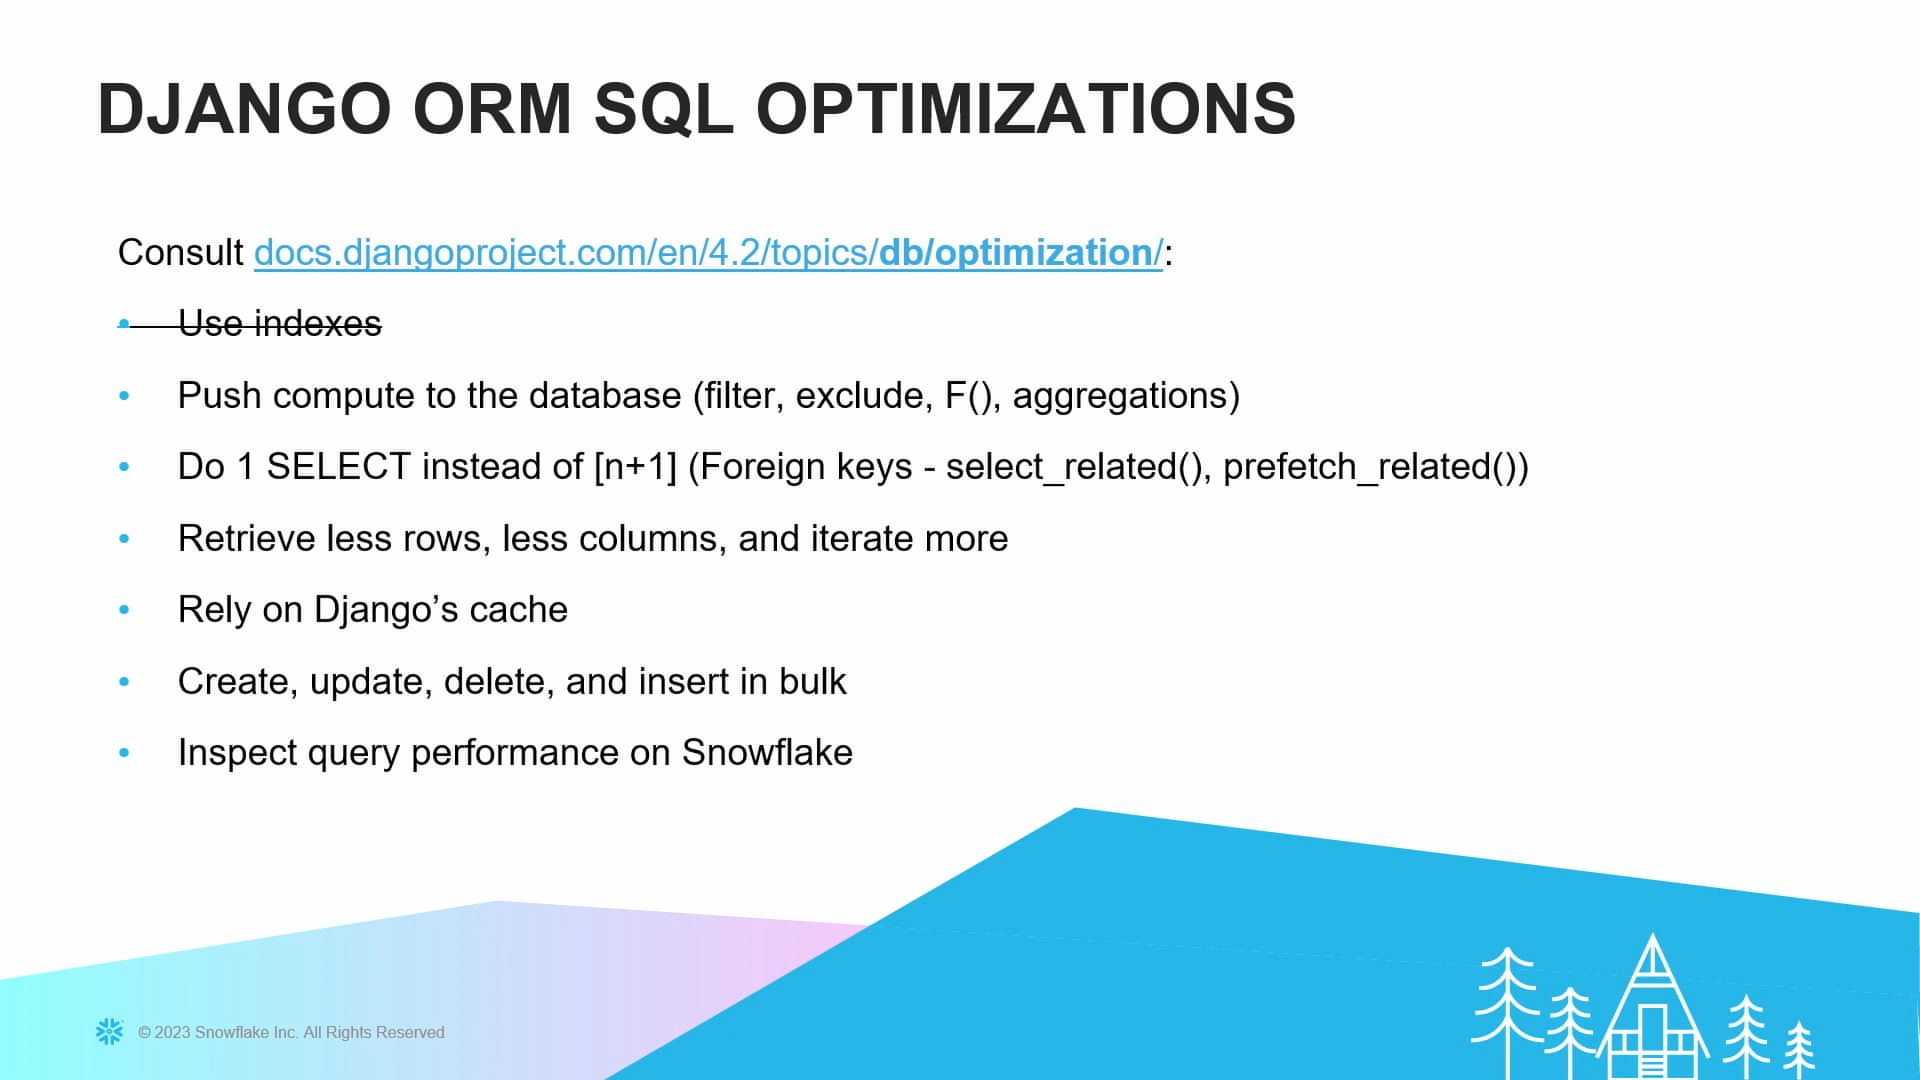 DJANGO ORM SQL OPTIMIZATIONS
Consult docs.djangoproject.com/en/4.2/topics/db/optimization/:
• Use indexes
• Push compute to the database (filter, exclude, F(), aggregations)
• Do 1 SELECT instead of [n+1] (Foreign keys - select_related(), prefetch_related())
• Retrieve less rows, less columns, and iterate more
• Rely on Django’s cache
• Create, update, delete, and insert in bulk
• Inspect query performance on Snowflake
© 2023 Snowflake Inc. All Rights Reserved